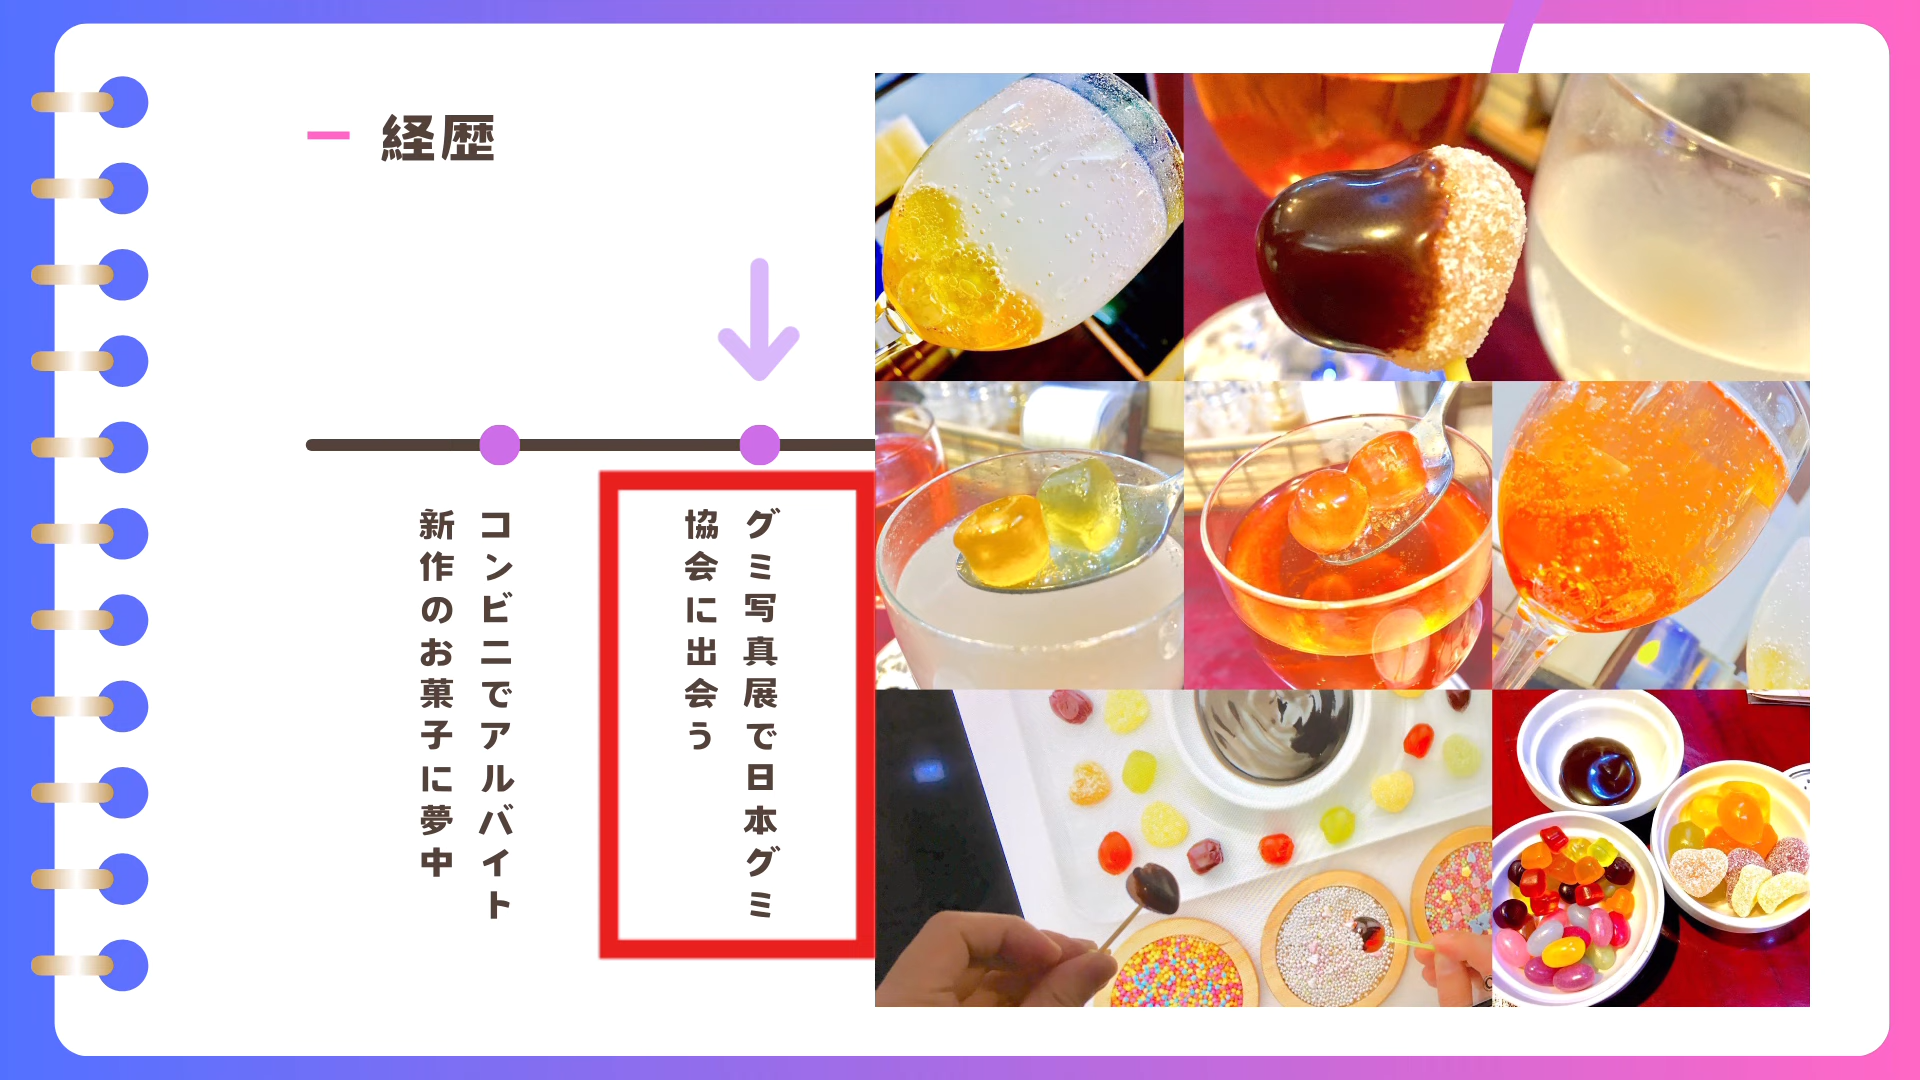 経歴
コンビニでアルバイト
新作のお菓子に夢中
グミ写真展で日本グミ
協会に出会う